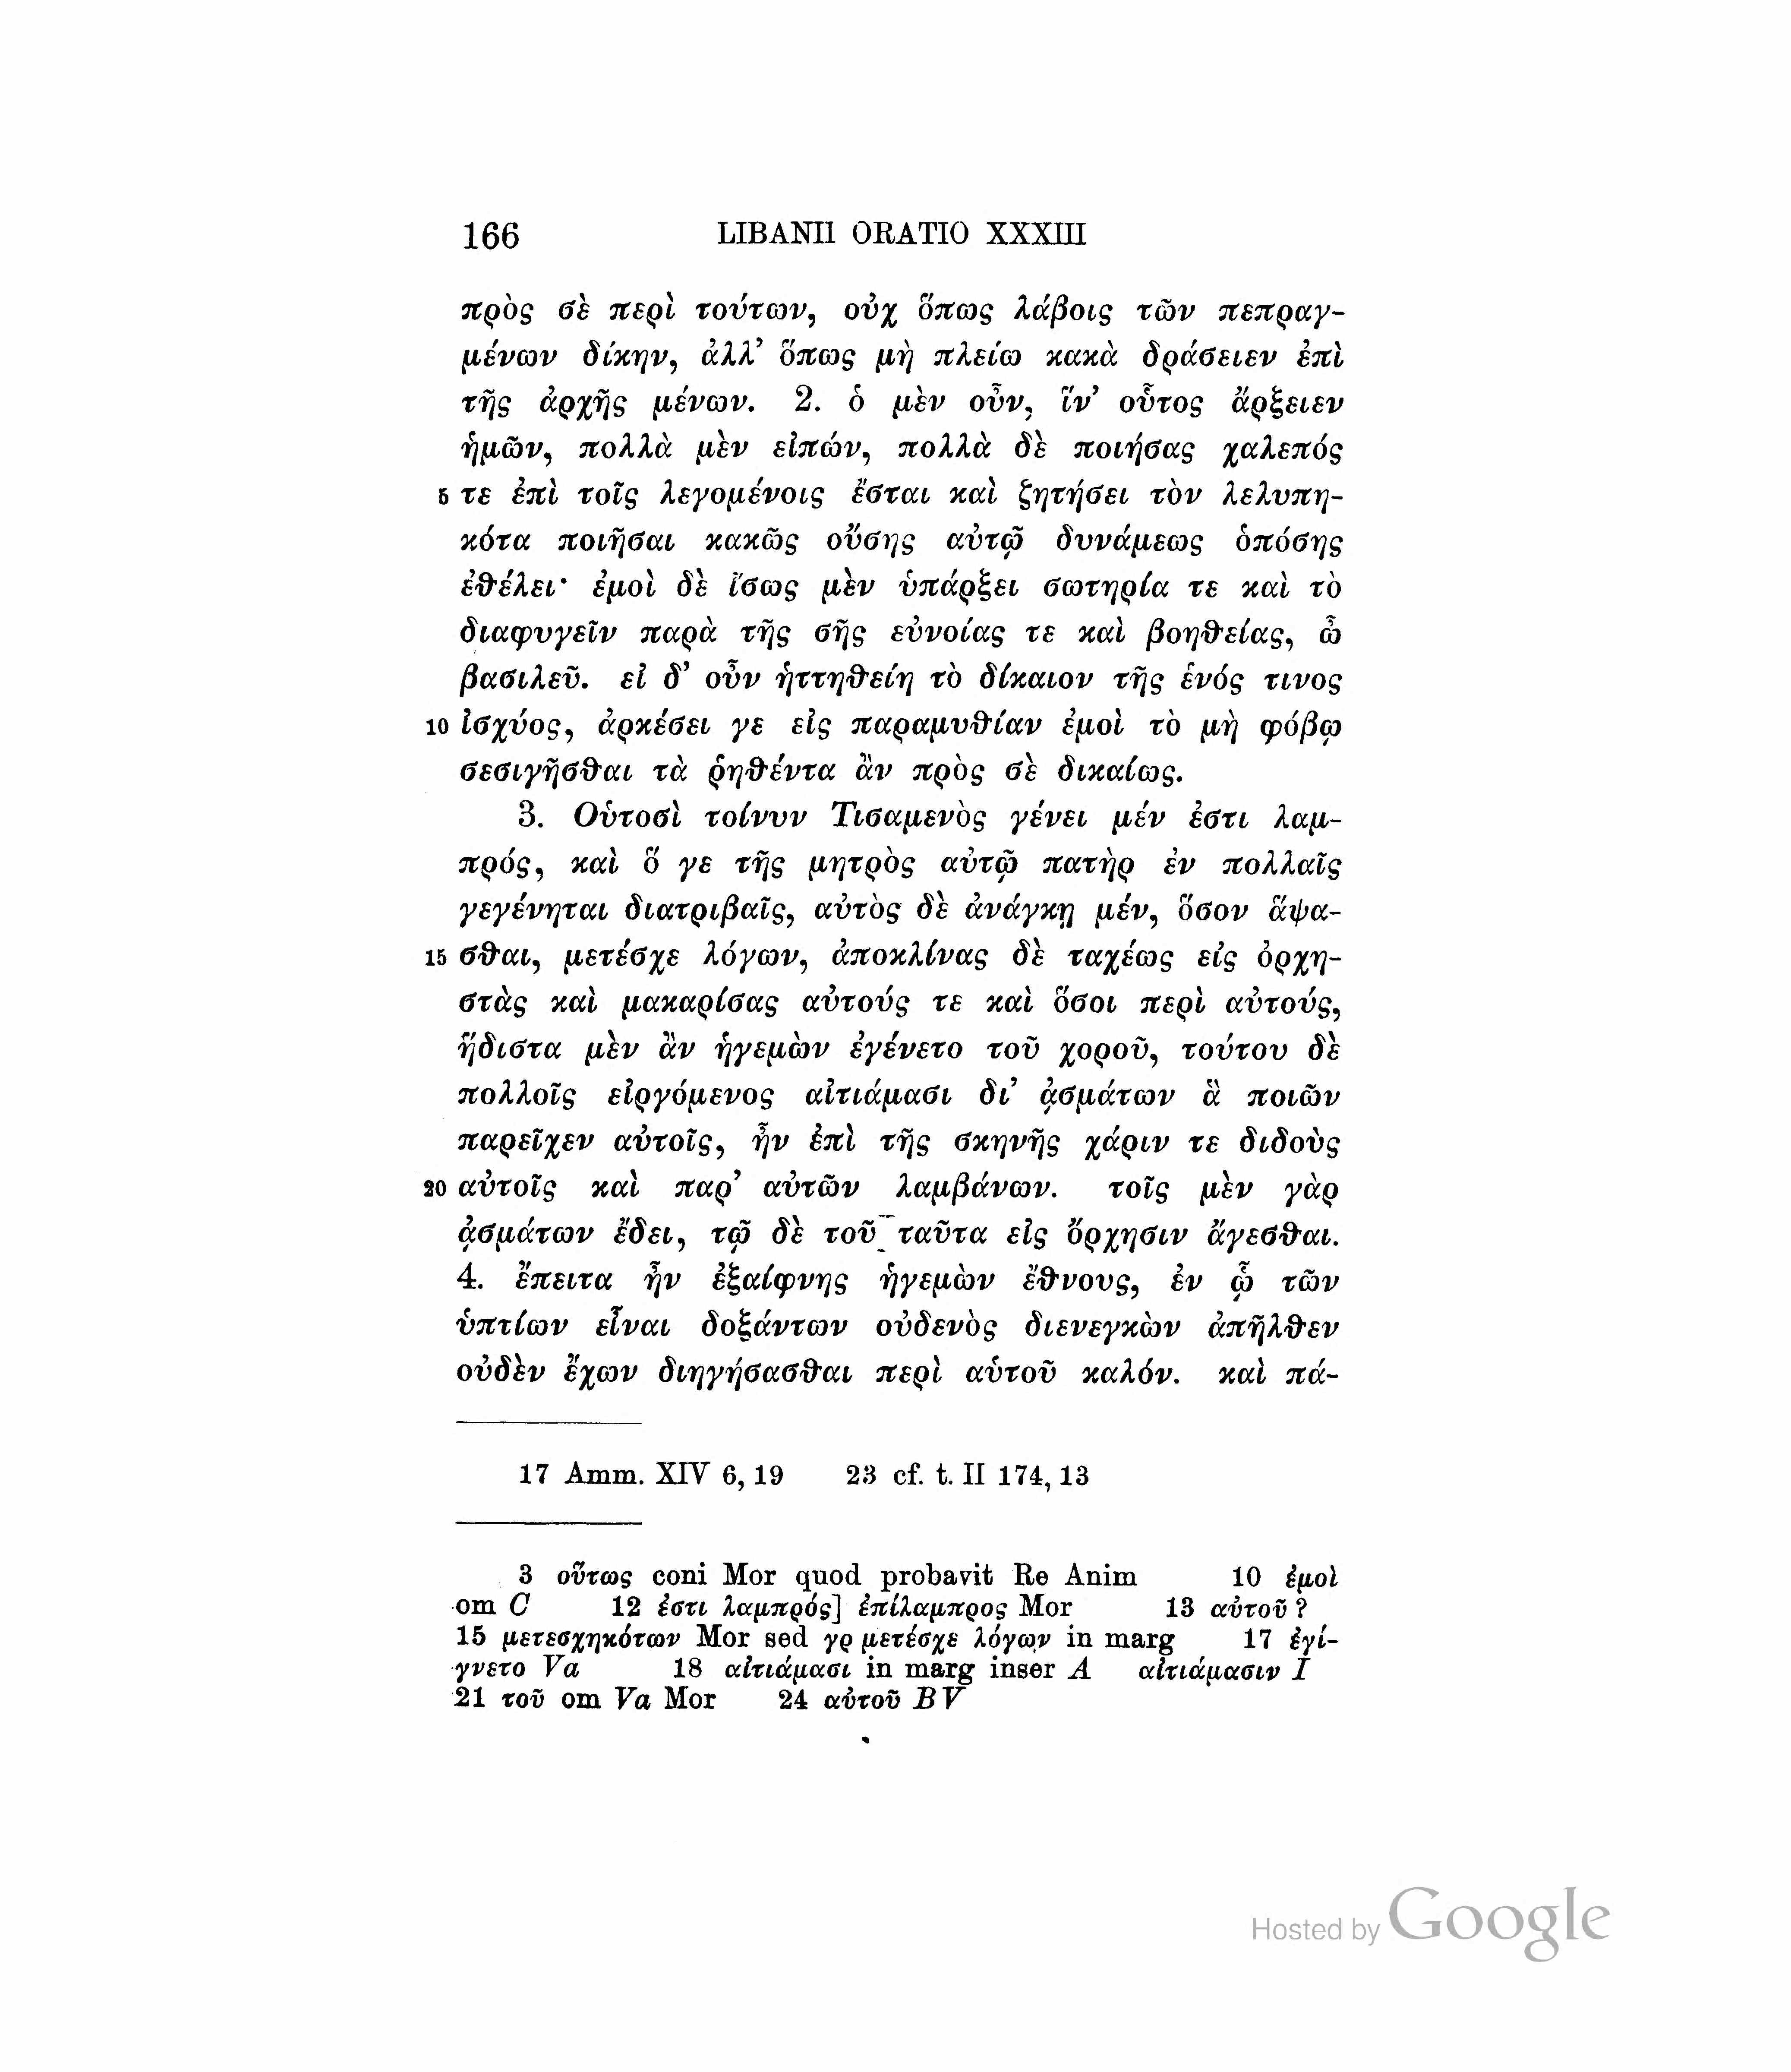 166 LIBANII ORATIO XXXIII
πρὸς σὲ περὶ τούτων, οὐχ ὅπως λάβοις τῶν πεπραγ-
μένων δίκην, ἀλλ’ ὅπως μὴ πλείω κακὰ δράσειεν ἐπὶ
τῆς ἀρχῆς μένων. 2. ὁ μὲν οὖν, ἵν’ οὗτος ἄρξειεν
ἡμῶν, πολλὰ μὲν εἰπών, πολλὰ δὲ ποιήσας χαλεπός
5 τε ἐπὶ τοῖς λεγομένοις ἔσται καὶ ζητήσει τὸν λελυπη-
κότα ποιῆσαι κακῶς οὔσης αὐτῷ δυνάμεως ὁπόσης
ἐθέλει· ἐμοὶ δὲ ἴσως μὲν ὑπάρξει σωτηρία τε καὶ τὸ
διαφυγεῖν παρὰ τῆς σῆς εὐνοίας τε καὶ βοηθείας, ὦ
βασιλεῦ. εἰ δ’ οὖν ἡττηθείη τὸ δίκαιον τῆς ἑνός τινος
10 ἰσχύος, ἀρκέσει γε εἰς παραμυθίαν ἐμοὶ τὸ μὴ φόβῳ
σεσιγῆσθαι τὰ ῥηθέντα ἂν πρὸς σὲ δικαίως.
3. Οὑτοσὶ τοίνυν Τισαμενὸς γένει μέν ἐστι λαμ-
πρός, καὶ ὅ γε τῆς μητρὸς αὐτῷ πατὴρ ἐν πολλαῖς
γεγένηται διατριβαῖς, αὐτὸς δὲ ἀνάγκῃ μέν, ὅσον ἅψα-
15 σθαι, μετέσχε λόγων, ἀποκλίνας δὲ ταχέως εἰς ὀρχη-
στὰς καὶ μακαρίσας αὐτούς τε καὶ ὅσοι περὶ αὐτούς,
ἥδιστα μὲν ἂν ἡγεμὼν ἐγένετο τοῦ χοροῦ, τούτου δὲ
πολλοῖς εἰργόμενος αἰτιάμασι δι’ ᾀσμάτων ἃ ποιῶν
παρεῖχεν αὐτοῖς, ἦν ἐπὶ τῆς σκηνῆς χάριν τε διδοὺς
20 αὐτοῖς καὶ παρ’ αὐτῶν λαμβάνων. τοῖς μὲν γὰρ
ᾀσμάτων ἔδει, τῷ δὲ τοῦ ταῦτα εἰς ὄρχησιν ἄγεσθαι.
4. ἔπειτα ἦν ἐξαίφνης ἡγεμὼν ἔθνους, ἐν ᾧ τῶν
ὑπτίων εἶναι δοξάντων οὐδενὸς διενεγκὼν ἀπῆλθεν
οὐδὲν ἔχων διηγήσασθαι περὶ αὑτοῦ καλόν. καὶ πά-
17 Amm. XIV 6, 19 23 cf. t. II 174, 13
3 οὕτως coni Mor quod probavit Re Anim 10 ἐμοὶ
om C 12 ἐστι λαμπρός] ἐπίλαμπρος Mor 13 αὐτοῦ ?
15 μετεσχηκότων Mor sed γρ μετέσχε λόγων in marg 17 ἐγί-
γνετο Va 18 αἰτιάμασι in marg inser A αἰτιάμασιν I
21 τοῦ om Va Mor 24 αὐτοῦ BV
Hosted by Google